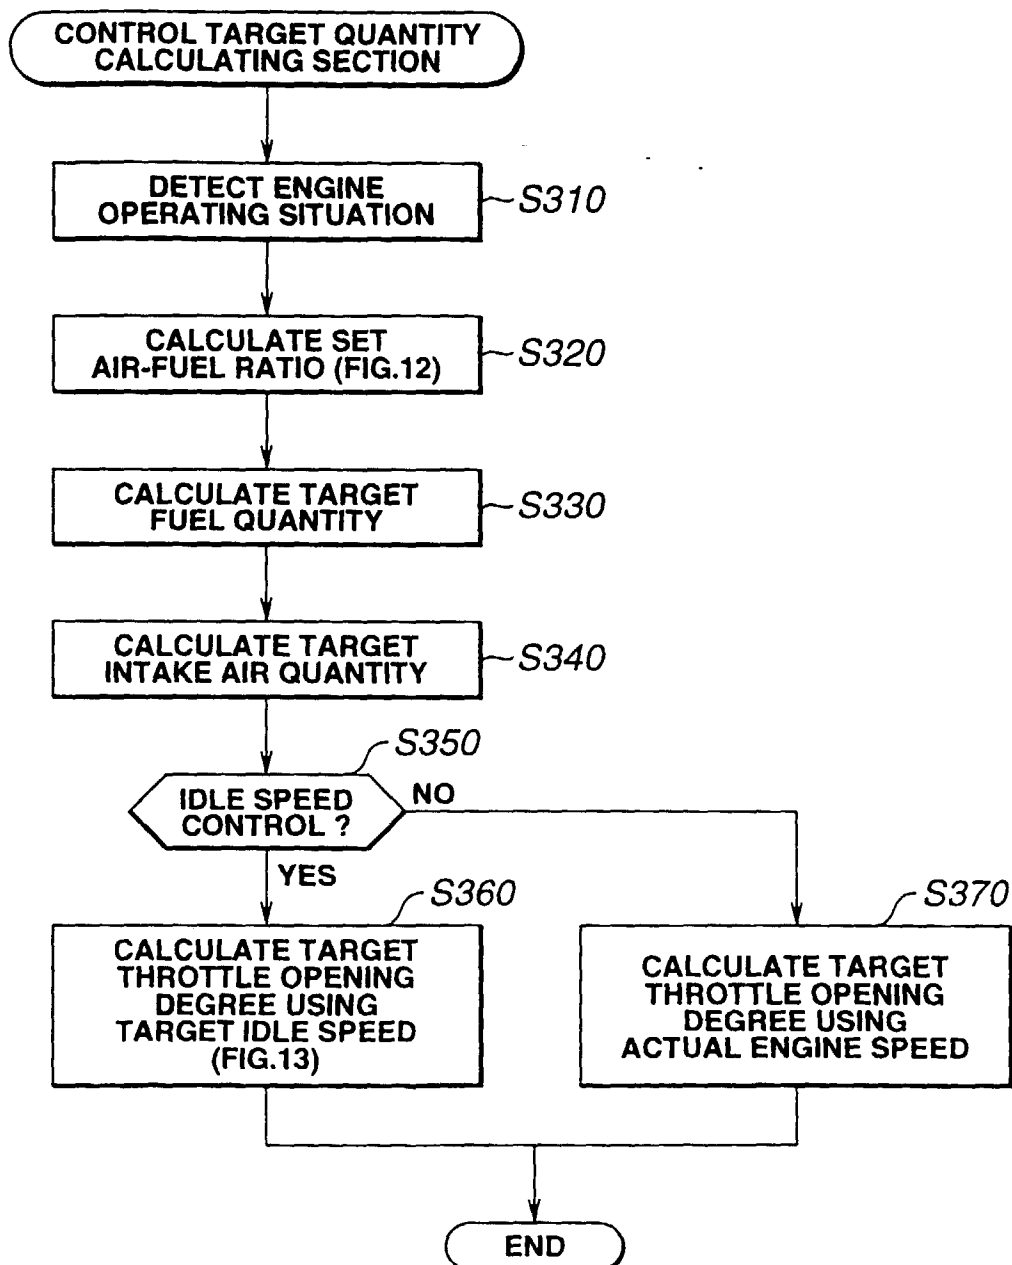 CONTROL TARGET QUANTITY
CALCULATING SECTION
DETECT ENGINE
OPERATING SITUATION
S310
CALCULATE SET
AIR-FUEL RATIO (FIG.12)
S320
CALCULATE TARGET
FUEL QUANTITY
S330
CALCULATE TARGET
INTAKE AIR QUANTITY
S340
S350
IDLE SPEED
CONTROL ?
NO
YES
S360
CALCULATE TARGET
THROTTLE OPENING
DEGREE USING
TARGET IDLE SPEED
(FIG.13)
S370
CALCULATE TARGET
THROTTLE OPENING
DEGREE USING
ACTUAL ENGINE SPEED
END